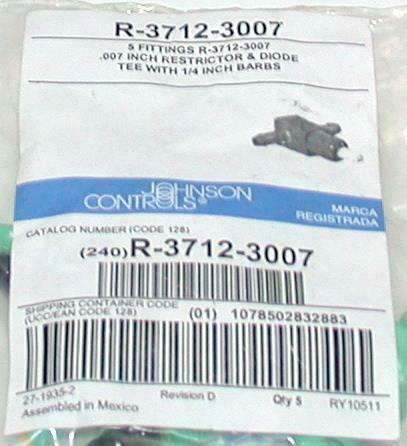 R-3712-3007
5 FITTINGS R-3712-3007
.007 INCH RESTRICTOR & DIODE
TEE WITH 1/4 INCH BARBS
JOHNSON
CONTROLS®
MARCA
REGISTRADA
CATALOG NUMBER (CODE 128)
(240)R-3712-3007
SHIPPING CONTAINER CODE
(UCC/EAN CODE 128)
(01) 1078502832883
27-1935-2
Assembled in Mexico
Revision D
Qty 5
RY10511